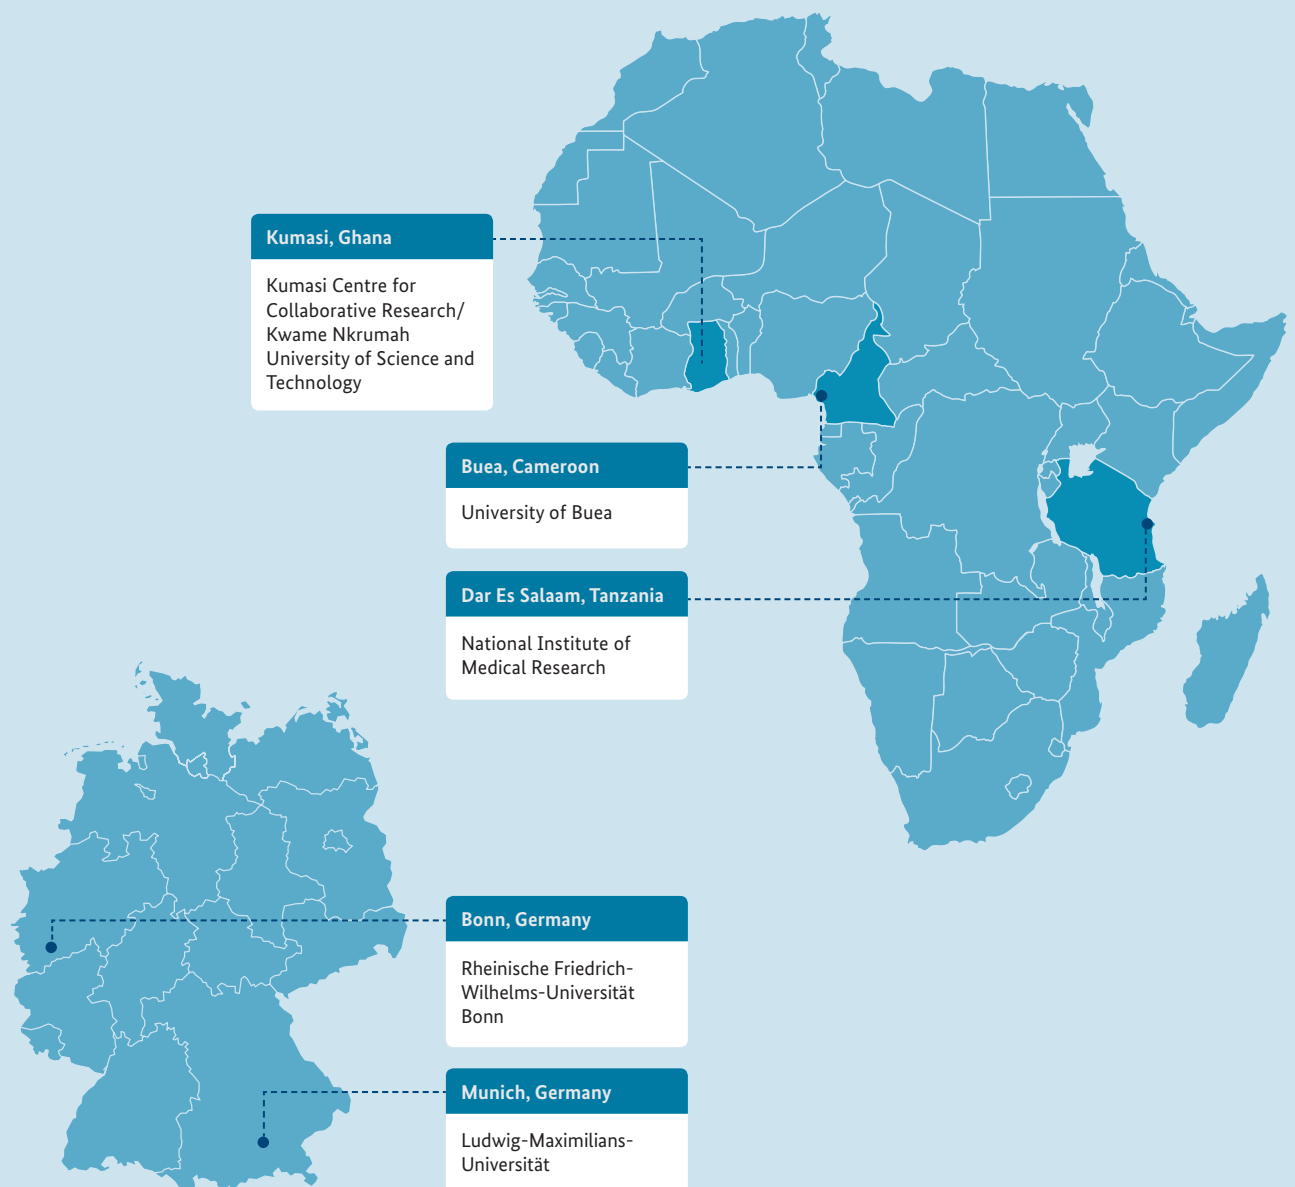 Kumasi, Ghana
Kumasi Centre for
Collaborative Research/
Kwame Nkrumah
University of Science and
Technology
Buea, Cameroon
University of Buea
Dar Es Salaam, Tanzania
National Institute of
Medical Research
Bonn, Germany
Rheinische Friedrich-
Wilhelms-Universität
Bonn
Munich, Germany
Ludwig-Maximilians-
Universität